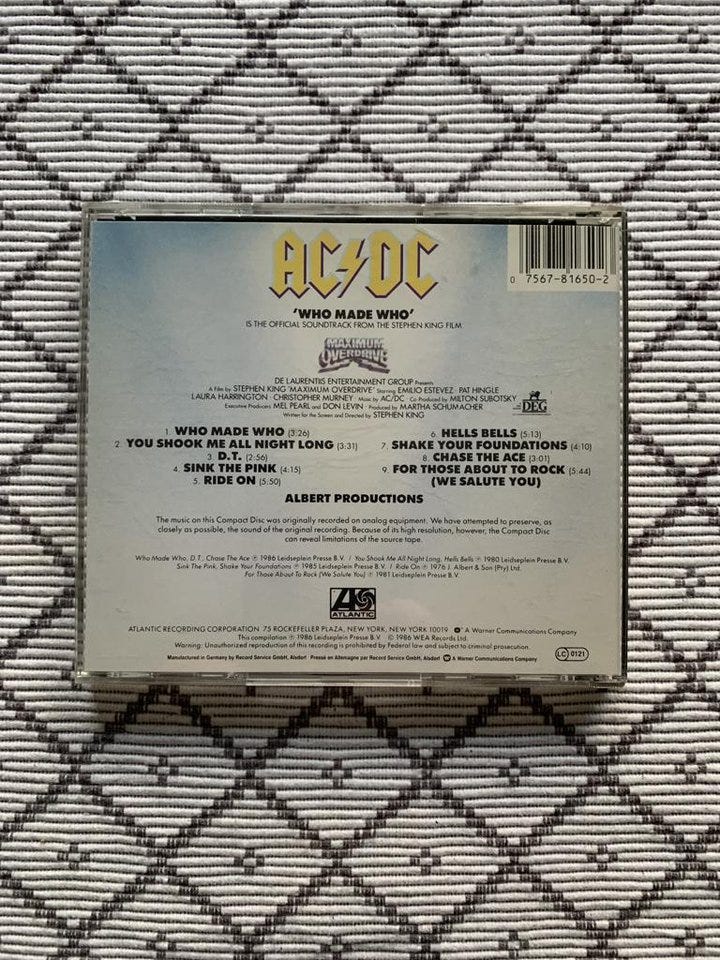 AC⚡DC
0 7567-81650-2
'WHO MADE WHO'
IS THE OFFICIAL SOUNDTRACK FROM THE STEPHEN KING FILM
MAXIMUM
OVERDRIVE
DE LAURENTIIS ENTERTAINMENT GROUP Presents
A Film by STEPHEN KING 'MAXIMUM OVERDRIVE' Starring EMILIO ESTEVEZ · PAT HINGLE
LAURA HARRINGTON · CHRISTOPHER MURNEY · Music by AC/DC Co Produced by MILTON SUBOTSKY
Executive Producers MEL PEARL and DON LEVIN · Produced by MARTHA SCHUMACHER
Written for the Screen and Directed by STEPHEN KING
DEG
1. WHO MADE WHO (3:26)
2. YOU SHOOK ME ALL NIGHT LONG (3:31)
3. D.T. (2:56)
4. SINK THE PINK (4:15)
5. RIDE ON (5:50)
6. HELLS BELLS (5:13)
7. SHAKE YOUR FOUNDATIONS (4:10)
8. CHASE THE ACE (3:01)
9. FOR THOSE ABOUT TO ROCK (5:44)
(WE SALUTE YOU)
ALBERT PRODUCTIONS
The music on this Compact Disc was originally recorded on analog equipment. We have attempted to preserve, as
closely as possible, the sound of the original recording. Because of its high resolution, however, the Compact Disc
can reveal limitations of the source tape.
Who Made Who, D.T., Chase The Ace ℗ 1986 Leidseplein Presse B.V. / You Shook Me All Night Long, Hells Bells ℗ 1980 Leidseplein Presse B.V.
Sink The Pink, Shake Your Foundations ℗ 1985 Leidseplein Presse B.V. / Ride On ℗ 1976 J. Albert & Son (Pty) Ltd.
For Those About To Rock (We Salute You) ℗ 1981 Leidseplein Presse B.V.
ATLANTIC
ATLANTIC RECORDING CORPORATION 75 ROCKEFELLER PLAZA, NEW YORK, NEW YORK 10019 A Warner Communications Company
This compilation ℗ 1986 Leidseplein Presse B.V. © 1986 WEA Records Ltd.
Warning: Unauthorized reproduction of this recording is prohibited by Federal law and subject to criminal prosecution.
Manufactured in Germany by Record Service GmbH, Alsdorf Pressé en Allemagne par Record Service GmbH, Alsdorf A Warner Communications Company
LC 0121